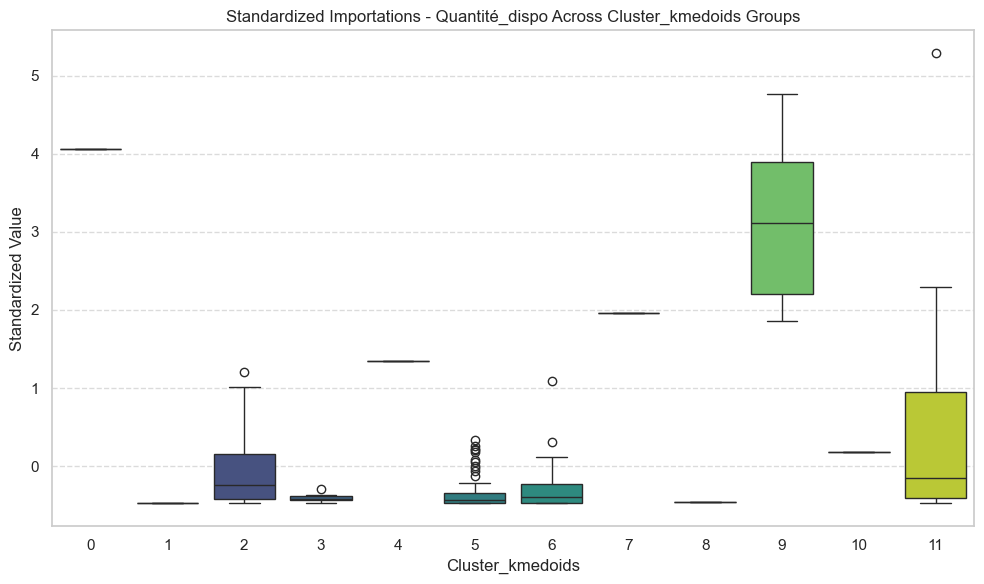 Standardized Importations - Quantité_dispo Across Cluster_kmedoids Groups
Standardized Value
5
4
3
2
1
0
0 1 2 3 4 5 6 7 8 9 10 11
Cluster_kmedoids